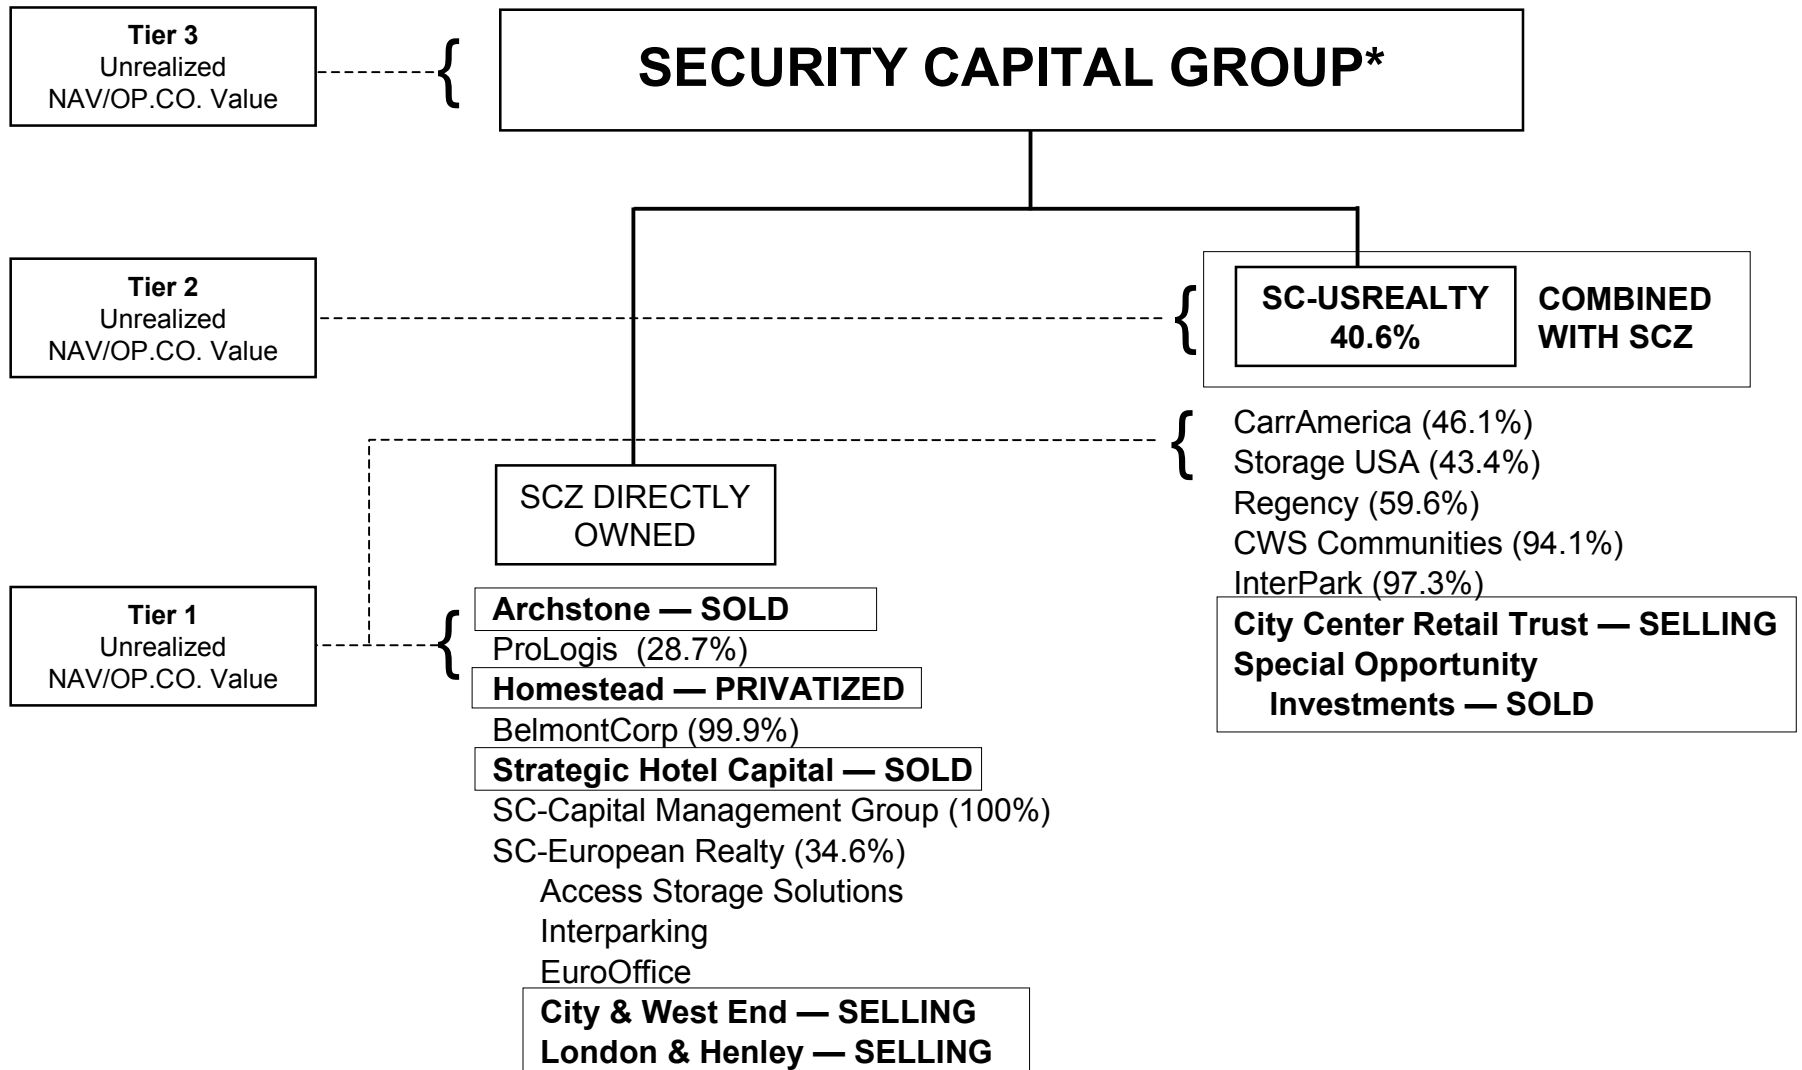 Tier 3
Unrealized
NAV/OP.CO. Value
SECURITY CAPITAL GROUP*
Tier 2
Unrealized
NAV/OP.CO. Value
SC-USREALTY
40.6%
COMBINED
WITH SCZ
CarrAmerica (46.1%)
Storage USA (43.4%)
Regency (59.6%)
CWS Communities (94.1%)
InterPark (97.3%)
City Center Retail Trust — SELLING
Special Opportunity
Investments — SOLD
SCZ DIRECTLY
OWNED
Tier 1
Unrealized
NAV/OP.CO. Value
Archstone — SOLD
ProLogis (28.7%)
Homestead — PRIVATIZED
BelmontCorp (99.9%)
Strategic Hotel Capital — SOLD
SC-Capital Management Group (100%)
SC-European Realty (34.6%)
Access Storage Solutions
Interparking
EuroOffice
City & West End — SELLING
London & Henley — SELLING